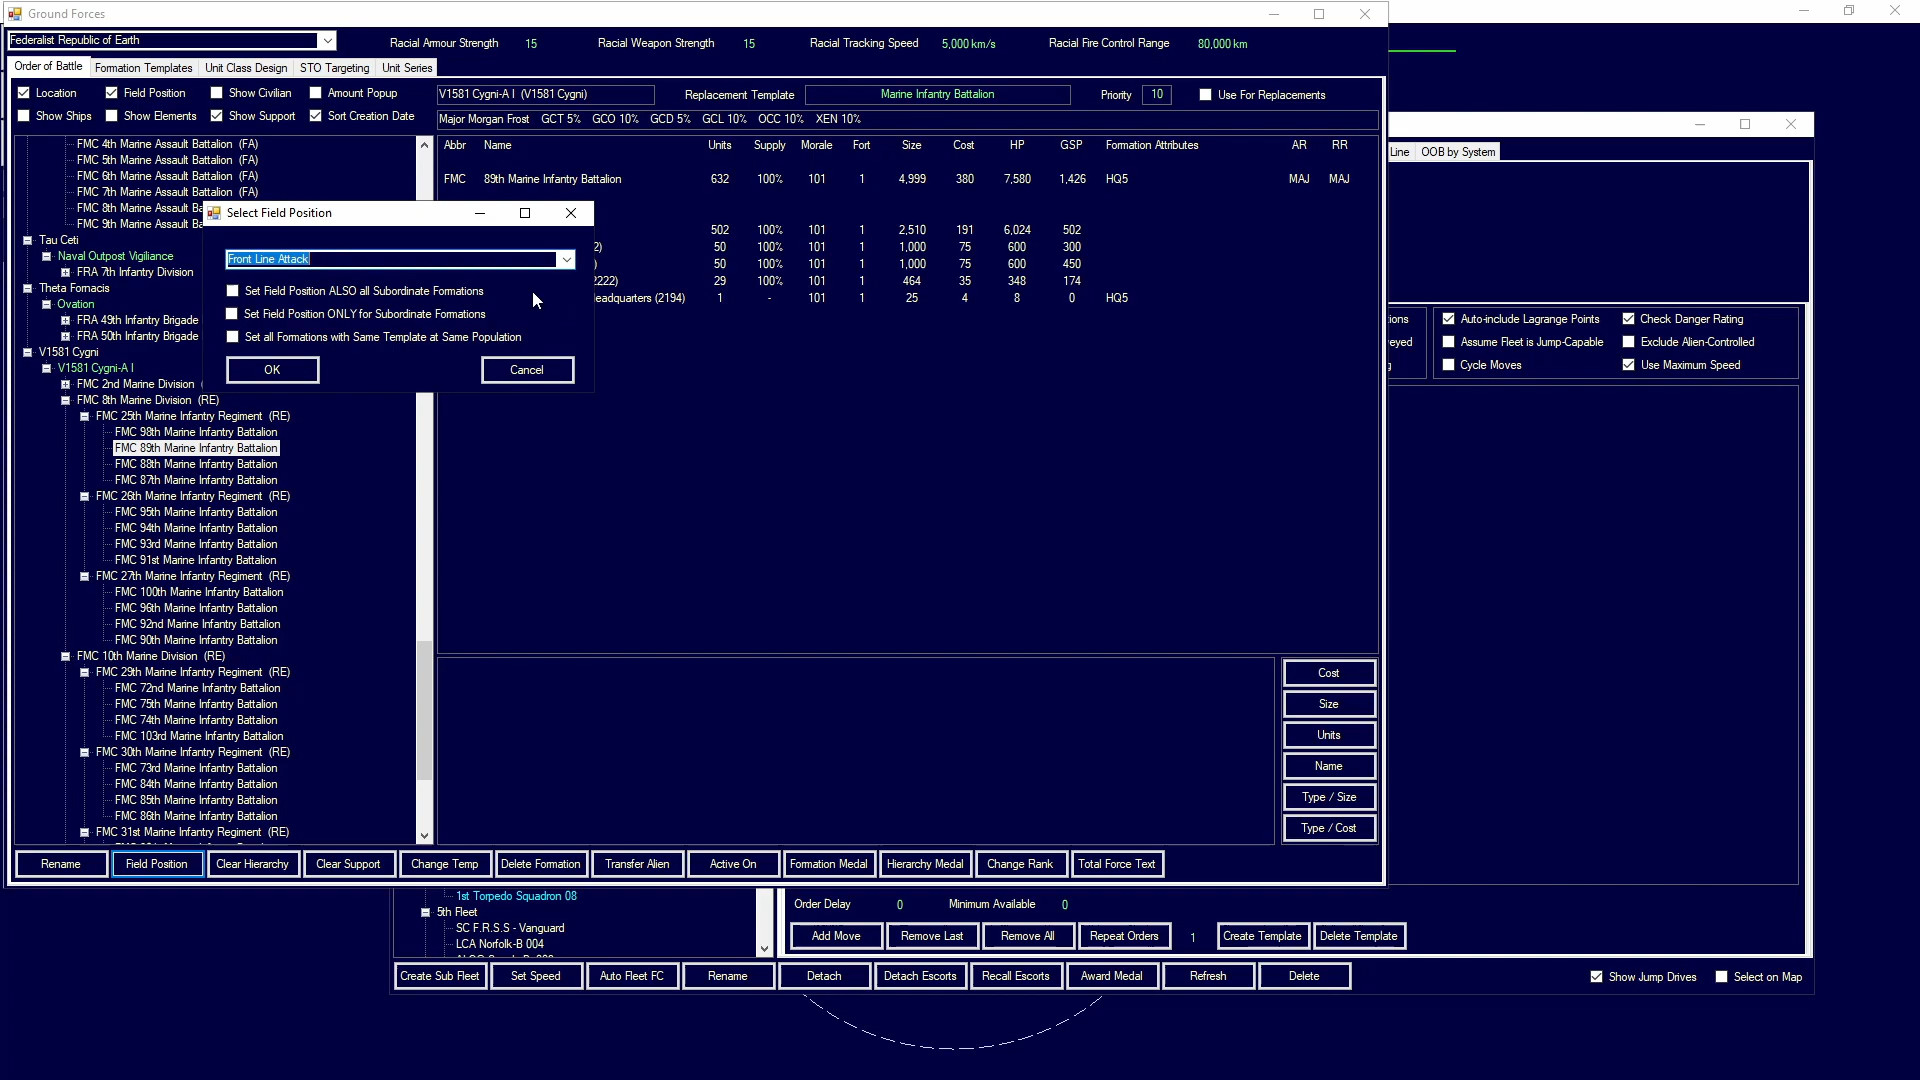 Ground Forces
Federalist Republic of Earth
Racial Armour Strength 15 Racial Weapon Strength 15 Racial Tracking Speed 5,000 km/s Racial Fire Control Range 80,000 km
Order of Battle Formation Templates Unit Class Design STO Targeting Unit Series
Location Field Position Show Civilian Amount Popup
Show Ships Show Elements Show Support Sort Creation Date
V1581 Cygni-A I (V1581 Cygni) Replacement Template Marine Infantry Battalion Priority 10 Use For Replacements
Major Morgan Frost GCT 5% GCO 10% GCD 5% GCL 10% OCC 10% XEN 10%
Abbr Name Units Supply Morale Fort Size Cost HP GSP Formation Attributes AR RR
FMC 89th Marine Infantry Battalion 632 100% 101 1 4,999 380 7,580 1,426 HQ5 MAJ MAJ
502 100% 101 1 2,510 191 6,024 502
2) 50 100% 101 1 1,000 75 600 300
) 50 100% 101 1 1,000 75 600 450
2222) 29 100% 101 1 464 35 348 174
eadquarters (2194) 1 - 101 1 25 4 8 0 HQ5
FMC 4th Marine Assault Battalion (FA)
FMC 5th Marine Assault Battalion (FA)
FMC 6th Marine Assault Battalion (FA)
FMC 7th Marine Assault Battalion (FA)
FMC 8th Marine Assault Ba
FMC 9th Marine Assault Ba
Tau Ceti
Naval Outpost Vigiliance
FRA 7th Infantry Division
Theta Fornacis
Ovation
FRA 49th Infantry Brigade
FRA 50th Infantry Brigade
V1581 Cygni
V1581 Cygni-A I
FMC 2nd Marine Division (
FMC 8th Marine Division (RE)
FMC 25th Marine Infantry Regiment (RE)
FMC 98th Marine Infantry Battalion
FMC 89th Marine Infantry Battalion
FMC 88th Marine Infantry Battalion
FMC 87th Marine Infantry Battalion
FMC 26th Marine Infantry Regiment (RE)
FMC 95th Marine Infantry Battalion
FMC 94th Marine Infantry Battalion
FMC 93rd Marine Infantry Battalion
FMC 91st Marine Infantry Battalion
FMC 27th Marine Infantry Regiment (RE)
FMC 100th Marine Infantry Battalion
FMC 96th Marine Infantry Battalion
FMC 92nd Marine Infantry Battalion
FMC 90th Marine Infantry Battalion
FMC 10th Marine Division (RE)
FMC 29th Marine Infantry Regiment (RE)
FMC 72nd Marine Infantry Battalion
FMC 75th Marine Infantry Battalion
FMC 74th Marine Infantry Battalion
FMC 103rd Marine Infantry Battalion
FMC 30th Marine Infantry Regiment (RE)
FMC 73rd Marine Infantry Battalion
FMC 84th Marine Infantry Battalion
FMC 85th Marine Infantry Battalion
FMC 86th Marine Infantry Battalion
FMC 31st Marine Infantry Regiment (RE)
Select Field Position
Front Line Attack
Set Field Position ALSO all Subordinate Formations
Set Field Position ONLY for Subordinate Formations
Set all Formations with Same Template at Same Population
OK Cancel
Cost
Size
Units
Name
Type / Size
Type / Cost
Rename Field Position Clear Hierarchy Clear Support Change Temp Delete Formation Transfer Alien Active On Formation Medal Hierarchy Medal Change Rank Total Force Text
Line OOB by System
ions Auto-include Lagrange Points Check Danger Rating
eyed Assume Fleet is Jump-Capable Exclude Alien-Controlled
g Cycle Moves Use Maximum Speed
1st Torpedo Squadron 08
5th Fleet
SC F.R.S.S - Vanguard
LCA Norfolk-B 004
Order Delay 0 Minimum Available 0
Add Move Remove Last Remove All Repeat Orders 1 Create Template Delete Template
Create Sub Fleet Set Speed Auto Fleet FC Rename Detach Detach Escorts Recall Escorts Award Medal Refresh Delete Show Jump Drives Select on Map